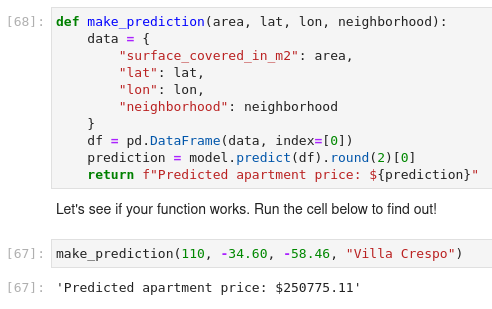 [68]: def make_prediction(area, lat, lon, neighborhood):
    data = {
        "surface_covered_in_m2": area,
        "lat": lat,
        "lon": lon,
        "neighborhood": neighborhood
    }
    df = pd.DataFrame(data, index=[0])
    prediction = model.predict(df).round(2)[0]
    return f"Predicted apartment price: ${prediction}"
Let's see if your function works. Run the cell below to find out!
[67]: make_prediction(110, -34.60, -58.46, "Villa Crespo")
[67]: 'Predicted apartment price: $250775.11'